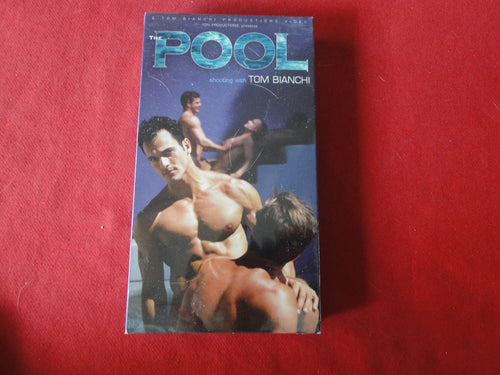 A TOM BIANCHI PRODUCTIONS VIDEO
THE POOL
shooting with TOM BIANCHI